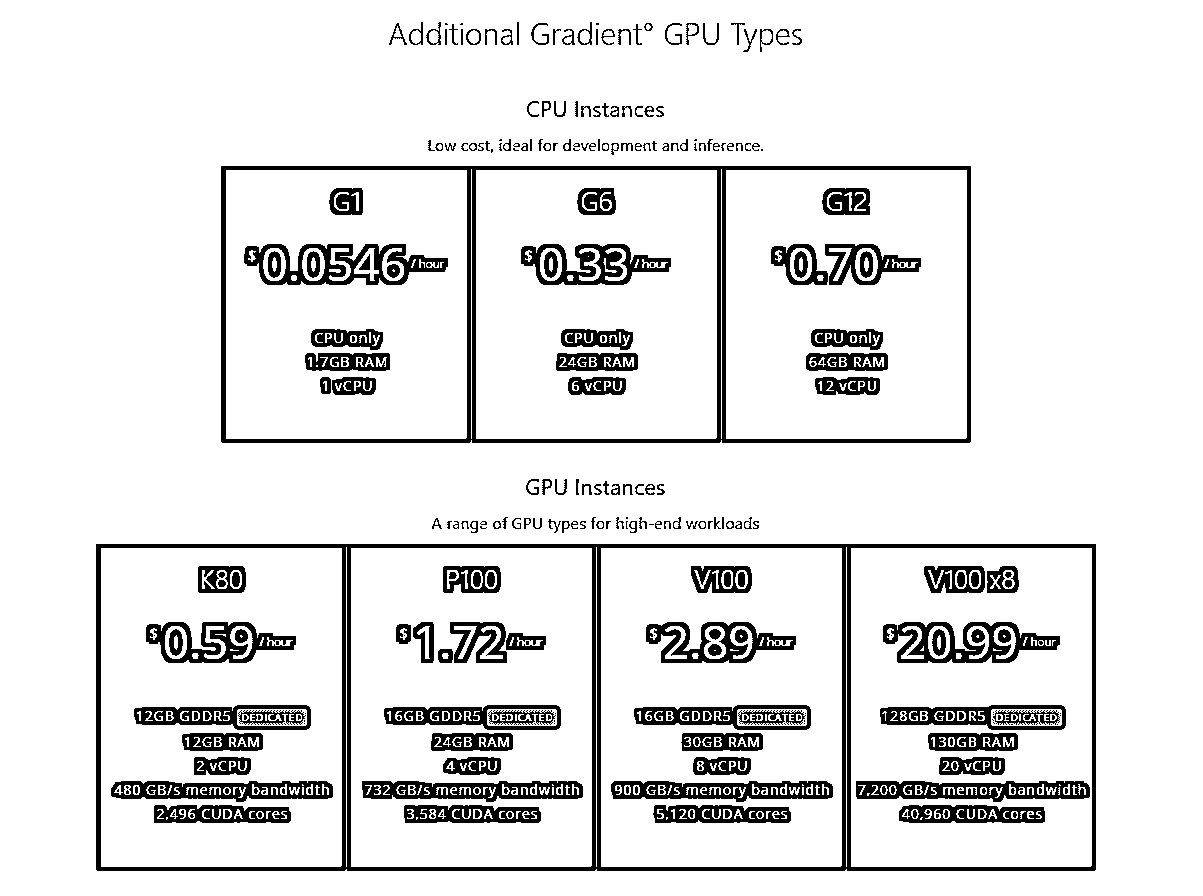 Additional Gradient° GPU Types
CPU Instances
Low cost, ideal for development and inference.
G1
$0.0546/hour
CPU only
1.7GB RAM
1 vCPU
G6
$0.33/hour
CPU only
24GB RAM
6 vCPU
G12
$0.70/hour
CPU only
64GB RAM
12 vCPU
GPU Instances
A range of GPU types for high-end workloads
K80
$0.59/hour
12GB GDDR5 DEDICATED
12GB RAM
2 vCPU
480 GB/s memory bandwidth
2,496 CUDA cores
P100
$1.72/hour
16GB GDDR5 DEDICATED
24GB RAM
4 vCPU
732 GB/s memory bandwidth
3,584 CUDA cores
V100
$2.89/hour
16GB GDDR5 DEDICATED
30GB RAM
8 vCPU
900 GB/s memory bandwidth
5,120 CUDA cores
V100 x8
$20.99/hour
128GB GDDR5 DEDICATED
130GB RAM
20 vCPU
7,200 GB/s memory bandwidth
40,960 CUDA cores